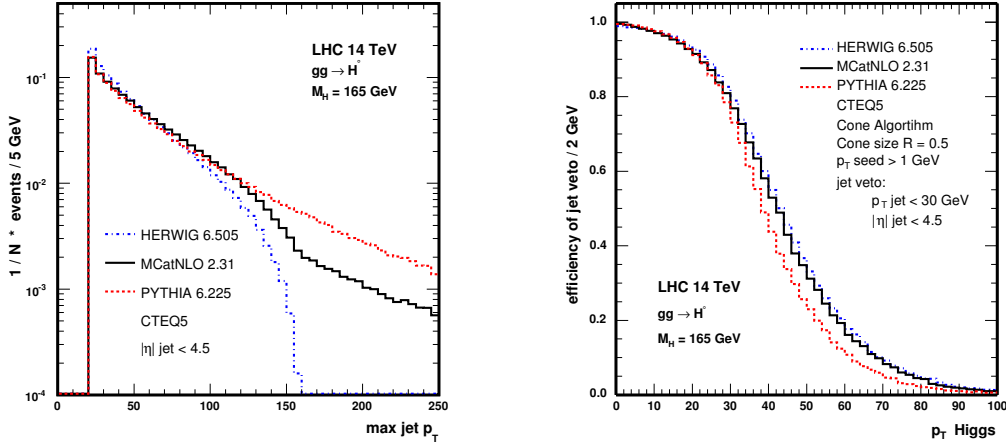 1 / N * events / 5 GeV
10⁻¹
10⁻²
10⁻³
10⁻⁴
LHC 14 TeV
gg → H°
M_H = 165 GeV
HERWIG 6.505
MCatNLO 2.31
PYTHIA 6.225
CTEQ5
|η| jet < 4.5
0 50 100 150 200 250
max jet p_T
efficiency of jet veto / 2 GeV
1.0
0.8
0.6
0.4
0.2
0.0
HERWIG 6.505
MCatNLO 2.31
PYTHIA 6.225
CTEQ5
Cone Algortihm
Cone size R = 0.5
p_T seed > 1 GeV
jet veto:
p_T jet < 30 GeV
|η| jet < 4.5
LHC 14 TeV
gg → H°
M_H = 165 GeV
0 10 20 30 40 50 60 70 80 90 100
p_T Higgs